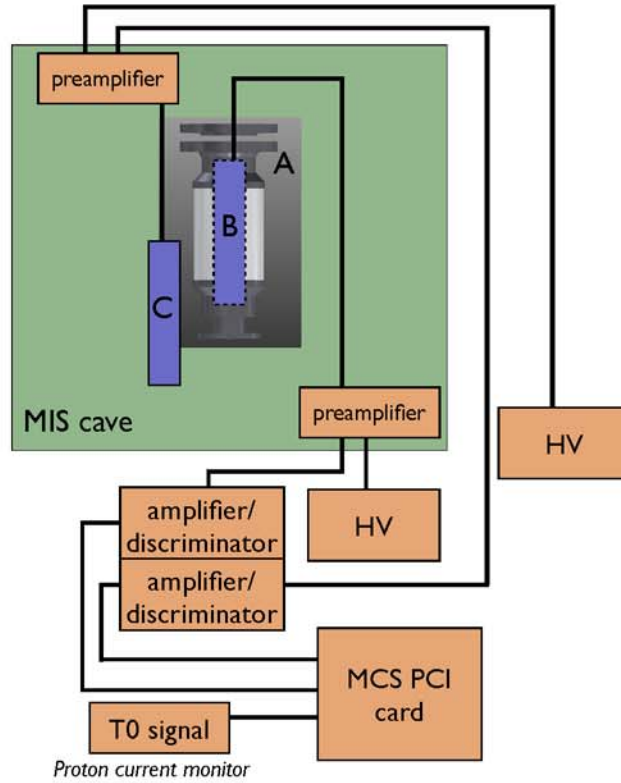 preamplifier
A
B
C
MIS cave
preamplifier
HV
amplifier/
discriminator
HV
amplifier/
discriminator
MCS PCI
card
T0 signal
Proton current monitor